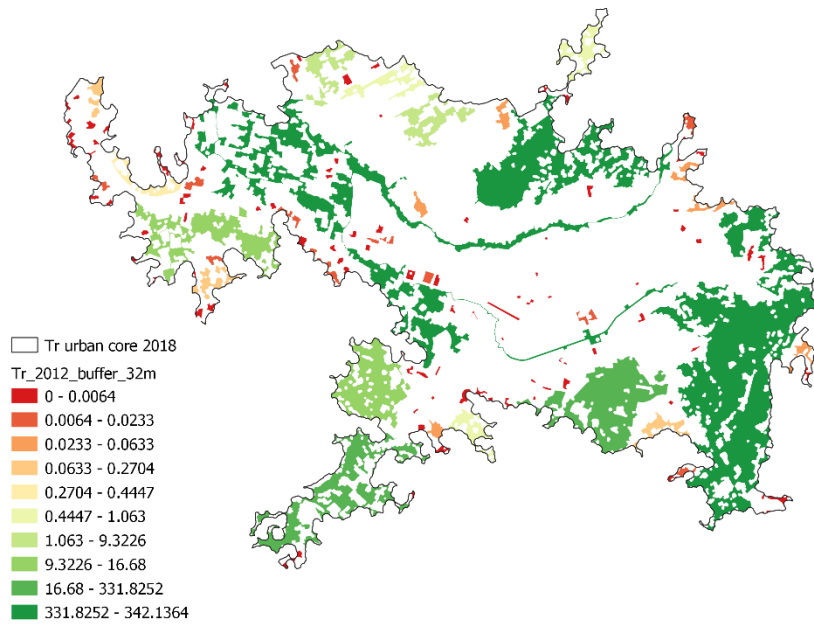 Tr urban core 2018
Tr_2012_buffer_32m
0 - 0.0064
0.0064 - 0.0233
0.0233 - 0.0633
0.0633 - 0.2704
0.2704 - 0.4447
0.4447 - 1.063
1.063 - 9.3226
9.3226 - 16.68
16.68 - 331.8252
331.8252 - 342.1364